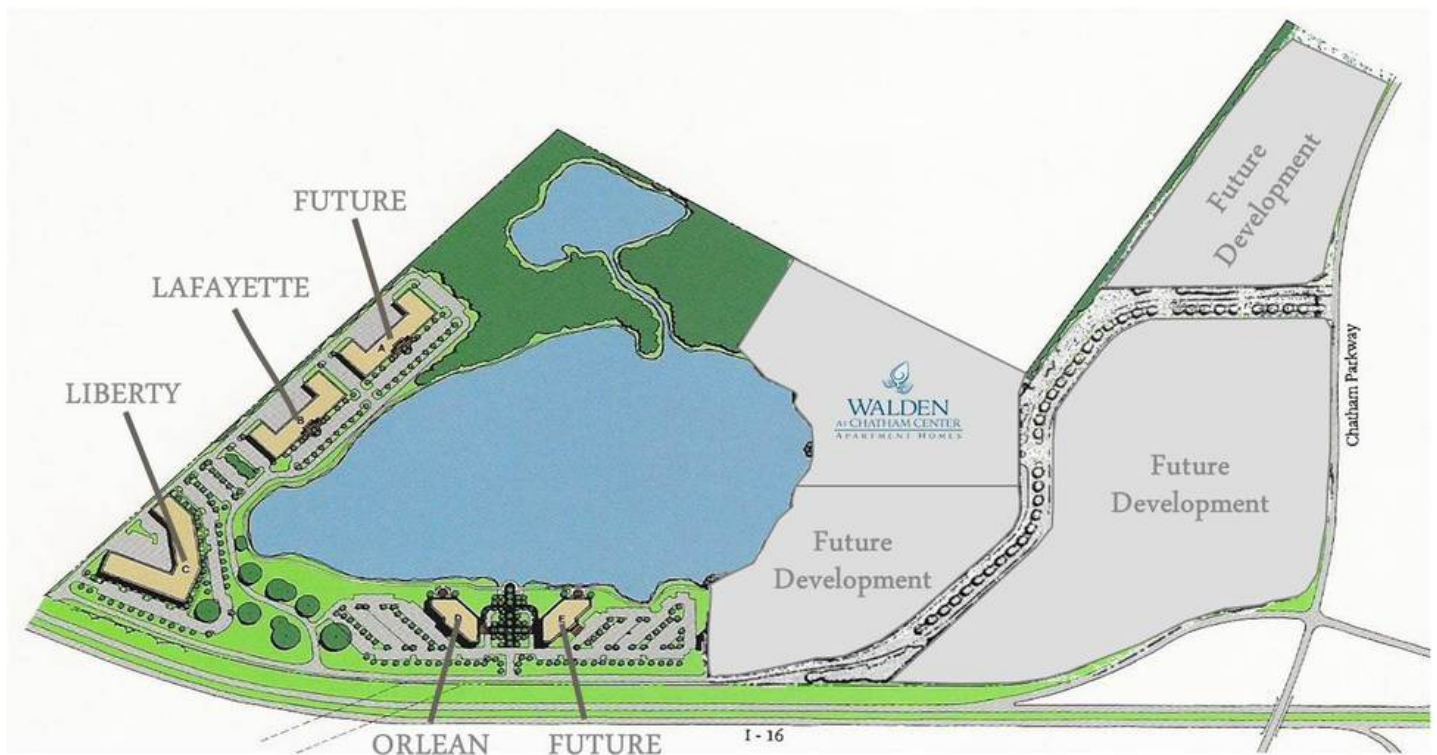 Future
Development
FUTURE
LAFAYETTE
A
LIBERTY
B
WALDEN
AT CHATHAM CENTER
APARTMENT HOMES
Chatham Parkway
Future
Development
C
Future
Development
ORLEAN
FUTURE
I - 16